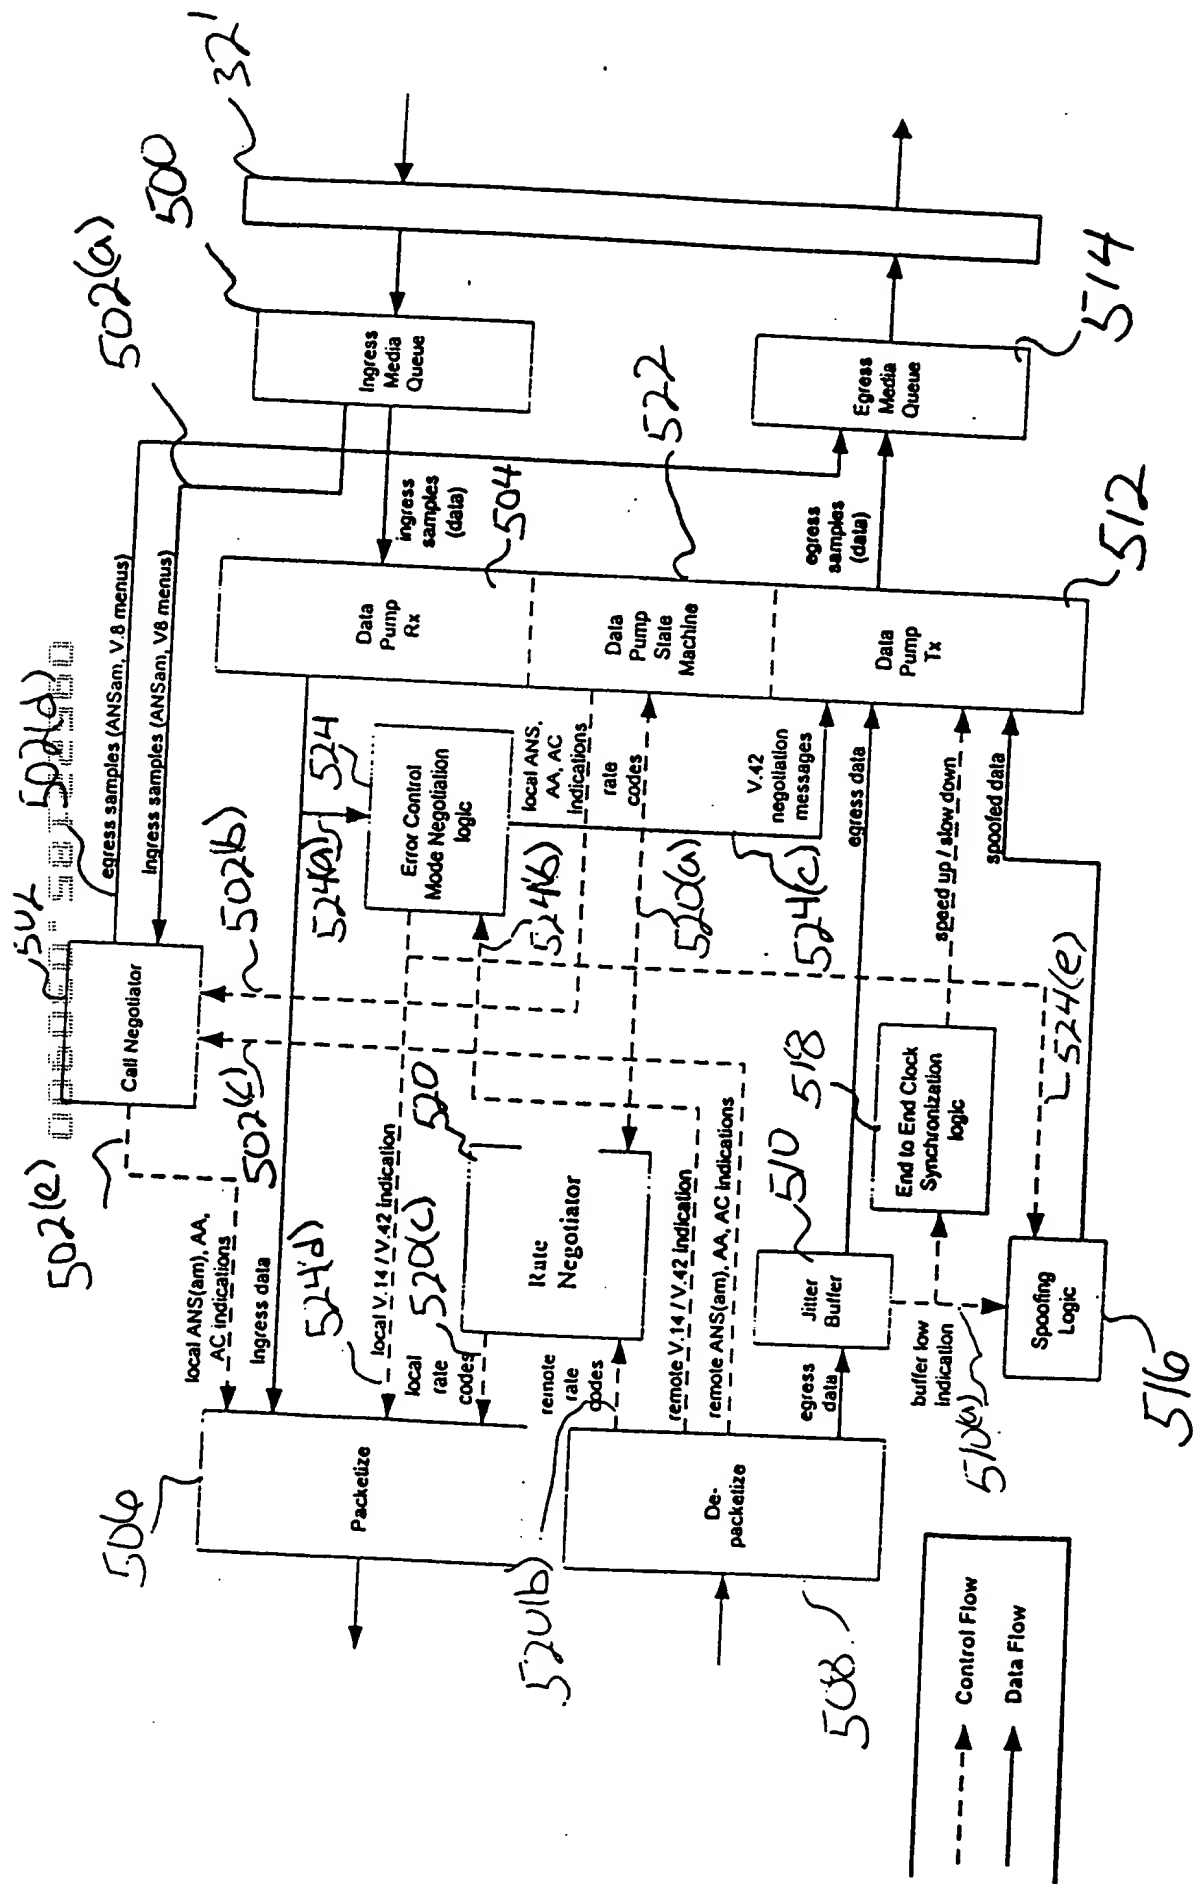 32'
500
502(a)
502(d)
502
502(b)
502(c)
502(e)
Call Negotiator
egress samples (ANSam, V.8 menus)
Ingress samples (ANSam, V8 menus)
Ingress
Media
Queue
ingress
samples
(data)
504
522
Data
Pump
Rx
Data
Pump
State
Machine
Data
Pump
Tx
egress
samples
(data)
Egress
Media
Queue
514
512
524
524(a)
Error Control
Mode Negotiation
logic
524(b)
local ANS,
AA, AC
Indications
rate
codes
520(a)
V.42
negotiation
messages
524(c)
egress data
speed up / slow down
spoofed data
524(e)
local ANS(am), AA,
AC indications
Ingress data
524(d)
local V.14 / V.42 indication
520(c)
local
rate
codes
520
Rate
Negotiator
remote rate
codes
520(b)
remote V.14 / V.42 indication
remote ANS(am), AA, AC indications
510
Jitter
Buffer
egress
data
518
End to End Clock
Synchronization
logic
buffer low
Indication
510(a)
Spoofing
Logic
516
506
Packetize
De-
packetize
508
Control Flow
Data Flow